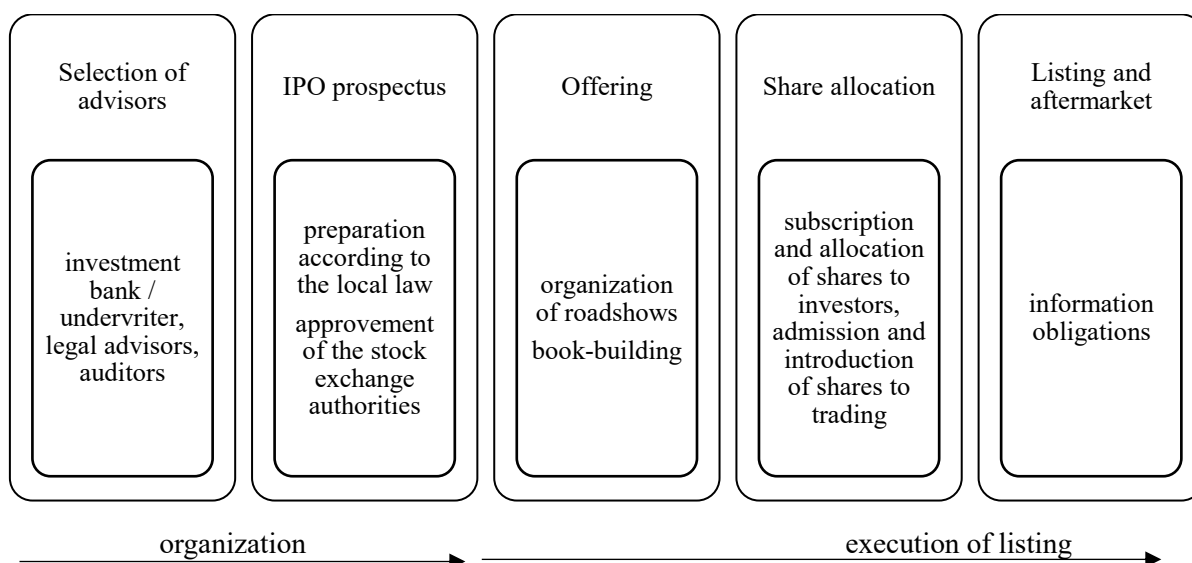 Selection of
advisors
investment
bank /
undervriter,
legal advisors,
auditors
IPO prospectus
preparation
according to
the local law
approvement
of the stock
exchange
authorities
Offering
organization
of roadshows
book-building
Share allocation
subscription
and allocation
of shares to
investors,
admission and
introduction
of shares to
trading
Listing and
aftermarket
information
obligations
organization
execution of listing